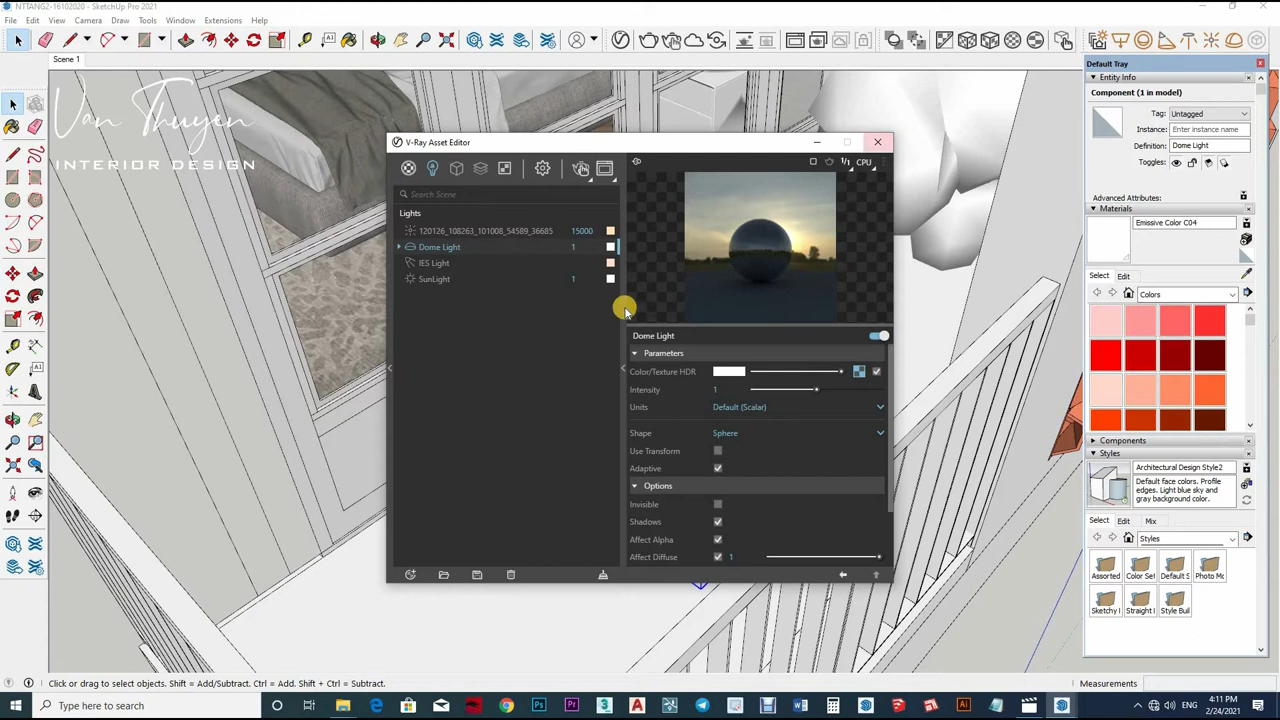 NTTANG2-16102020 - SketchUp Pro 2021
File Edit View Camera Draw Tools Window Extensions Help
Scene 1
Van Thuyen
INTERIOR DESIGN
V-Ray Asset Editor
1/1 CPU
Search Scene
Lights
120126_108263_101008_54589_36685 15000
Dome Light 1
IES Light
SunLight 1
Dome Light
Parameters
Color/Texture HDR
Intensity 1
Units Default (Scalar)
Shape Sphere
Use Transform
Adaptive
Options
Invisible
Shadows
Affect Alpha
Affect Diffuse 1
Default Tray
Entity Info
Component (1 in model)
Tag: Untagged
Instance: Enter instance name
Definition: Dome Light
Toggles:
Advanced Attributes:
Materials
Emissive Color C04
Select Edit
Colors
Components
Styles
Architectural Design Style2
Default face colors. Profile edges. Light blue sky and gray background color.
Select Edit Mix
Styles
Assorted Color Se Default S Photo Mo
Sketchy Straight Style Buil
Click or drag to select objects. Shift = Add/Subtract. Ctrl = Add. Shift + Ctrl = Subtract.
Measurements
Type here to search
ENG
4:11 PM
2/24/2021